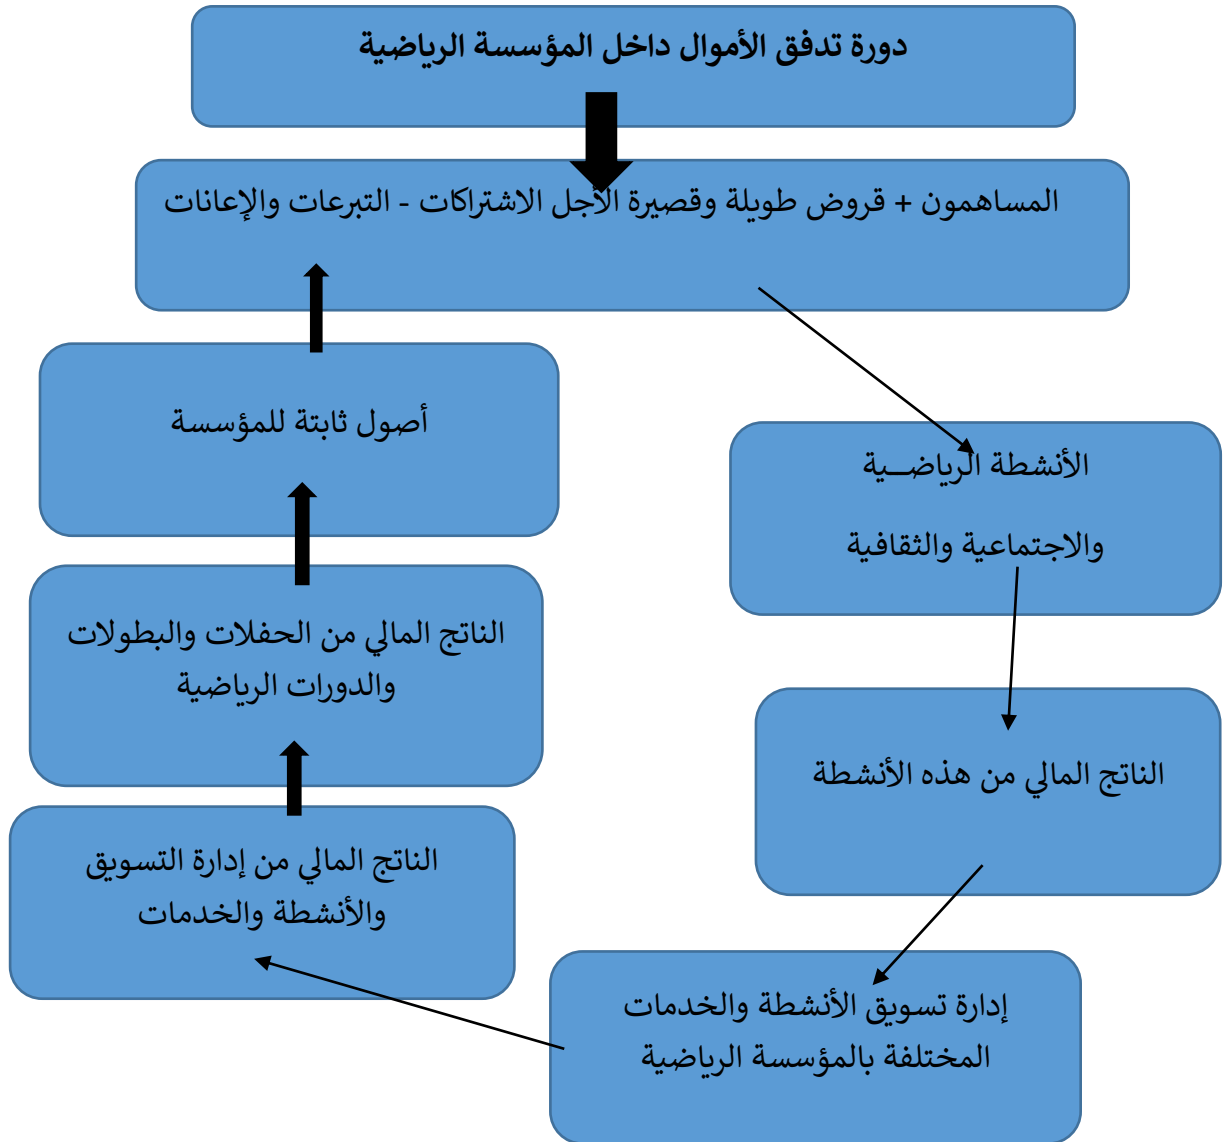 دورة تدفق الأموال داخل المؤسسة الرياضية
المساهمون + قروض طويلة وقصيرة الأجل الاشتراكات - التبرعات والإعانات
الأنشطة الرياضــية
والاجتماعية والثقافية
الناتج المالي من هذه الأنشطة
إدارة تسويق الأنشطة والخدمات
المختلفة بالمؤسسة الرياضية
الناتج المالي من إدارة التسويق
والأنشطة والخدمات
الناتج المالي من الحفلات والبطولات
والدورات الرياضية
أصول ثابتة للمؤسسة